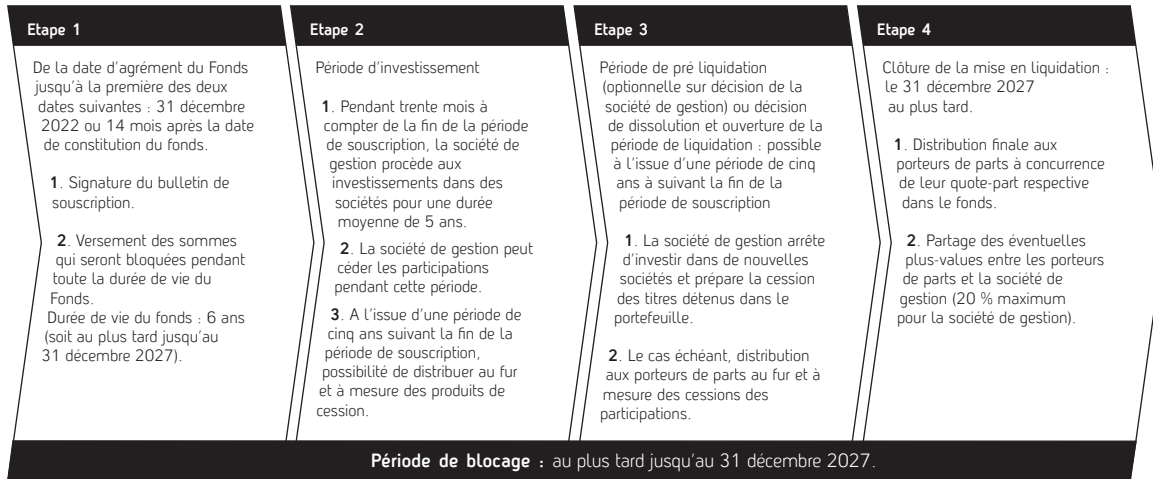 Etape 1
De la date d'agrément du Fonds
jusqu'à la première des deux
dates suivantes : 31 décembre
2022 ou 14 mois après la date
de constitution du fonds.
1. Signature du bulletin de
souscription.
2. Versement des sommes
qui seront bloquées pendant
toute la durée de vie du
Fonds.
Durée de vie du fonds : 6 ans
(soit au plus tard jusqu'au
31 décembre 2027).
Etape 2
Période d'investissement
1. Pendant trente mois à
compter de la fin de la période
de souscription, la société de
gestion procède aux
investissements dans des
sociétés pour une durée
moyenne de 5 ans.
2. La société de gestion peut
céder les participations
pendant cette période.
3. A l'issue d'une période de
cinq ans suivant la fin de la
période de souscription,
possibilité de distribuer au fur
et à mesure des produits de
cession.
Etape 3
Période de pré liquidation
(optionnelle sur décision de la
société de gestion) ou décision
de dissolution et ouverture de la
période de liquidation : possible
à l'issue d'une période de cinq
ans à suivant la fin de la
période de souscription
1. La société de gestion arrête
d'investir dans de nouvelles
sociétés et prépare la cession
des titres détenus dans le
portefeuille.
2. Le cas échéant, distribution
aux porteurs de parts au fur et à
mesure des cessions des
participations.
Etape 4
Clôture de la mise en liquidation :
le 31 décembre 2027
au plus tard.
1. Distribution finale aux
porteurs de parts à concurrence
de leur quote-part respective
dans le fonds.
2. Partage des éventuelles
plus-values entre les porteurs
de parts et la société de
gestion (20 % maximum
pour la société de gestion).
Période de blocage : au plus tard jusqu'au 31 décembre 2027.